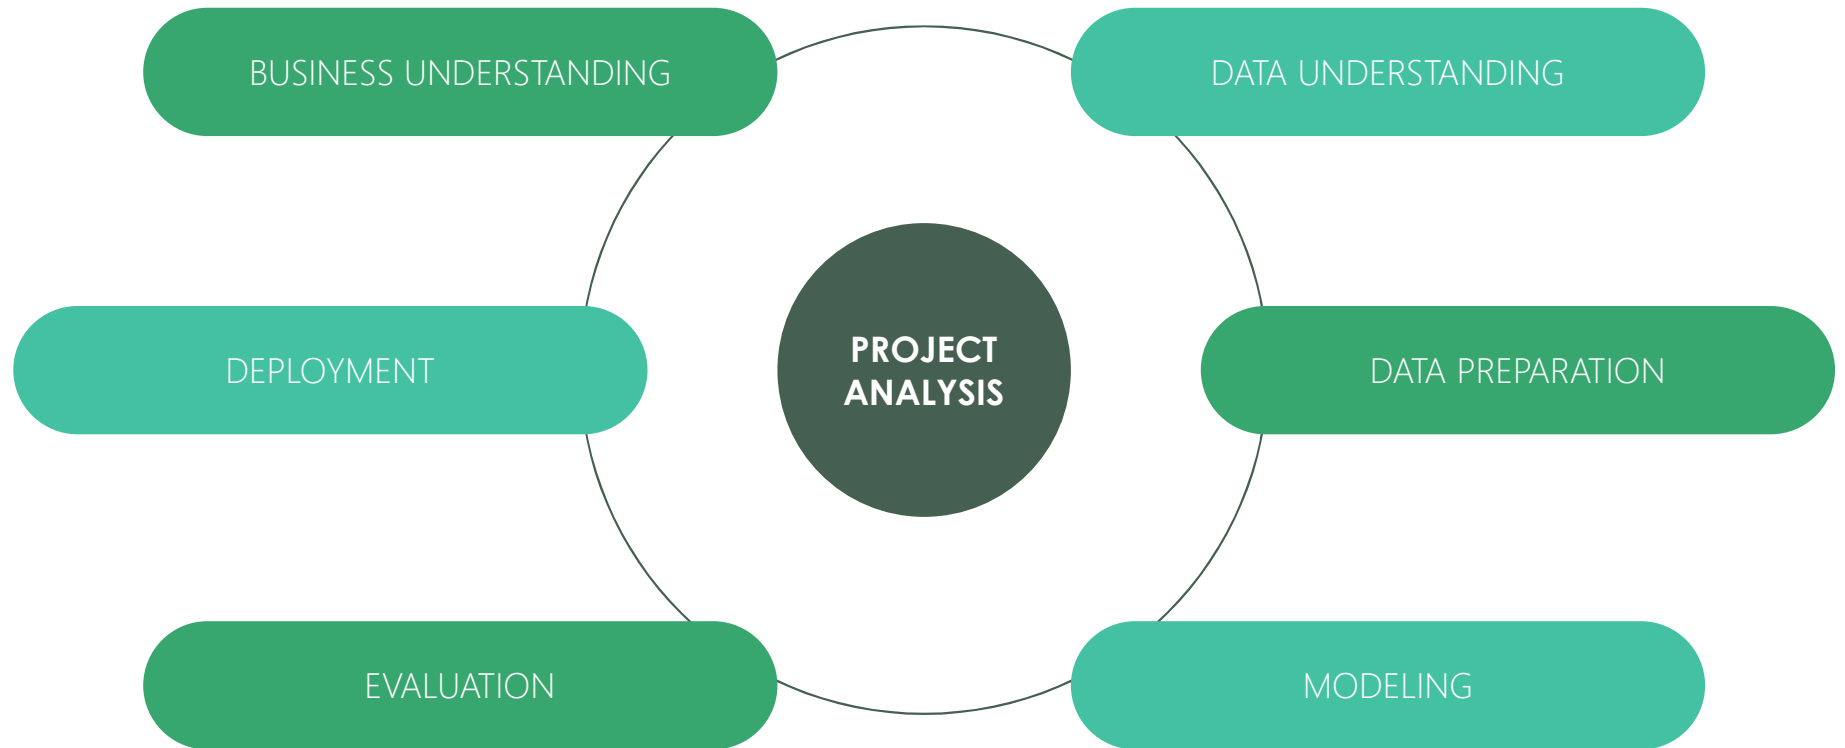 BUSINESS UNDERSTANDING
DATA UNDERSTANDING
DEPLOYMENT
PROJECT
ANALYSIS
DATA PREPARATION
EVALUATION
MODELING